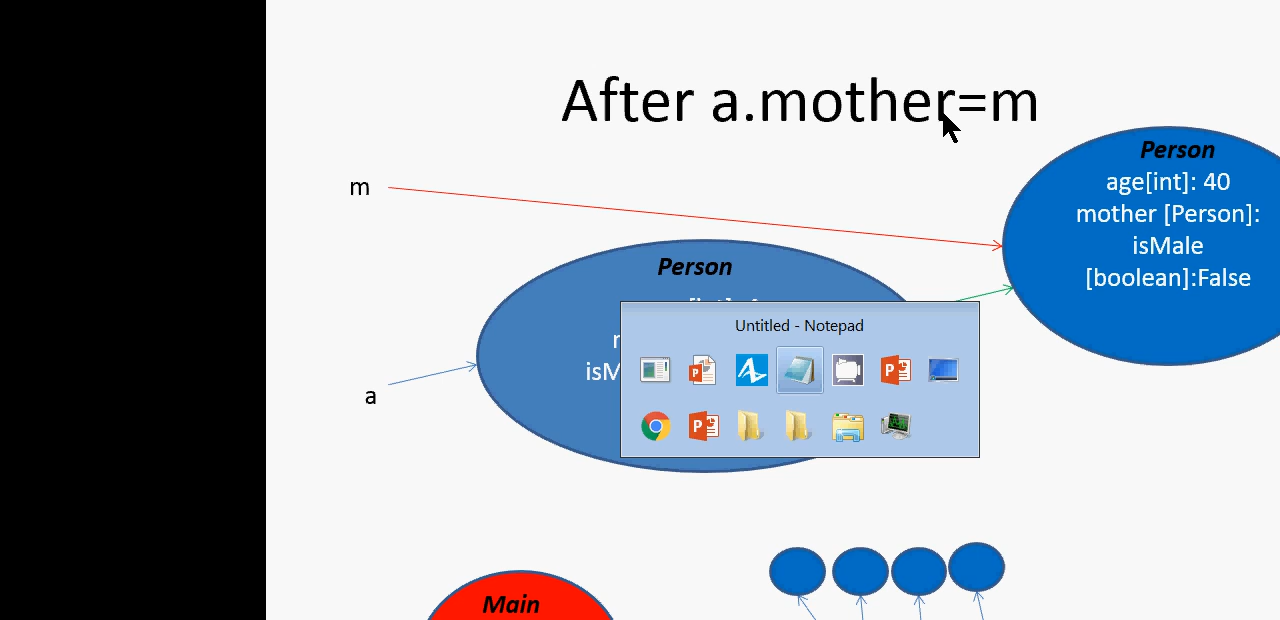 After a.mother=m
Person
age[int]: 40
mother [Person]:
isMale
[boolean]:False
m
Person
Untitled - Notepad
a
Main